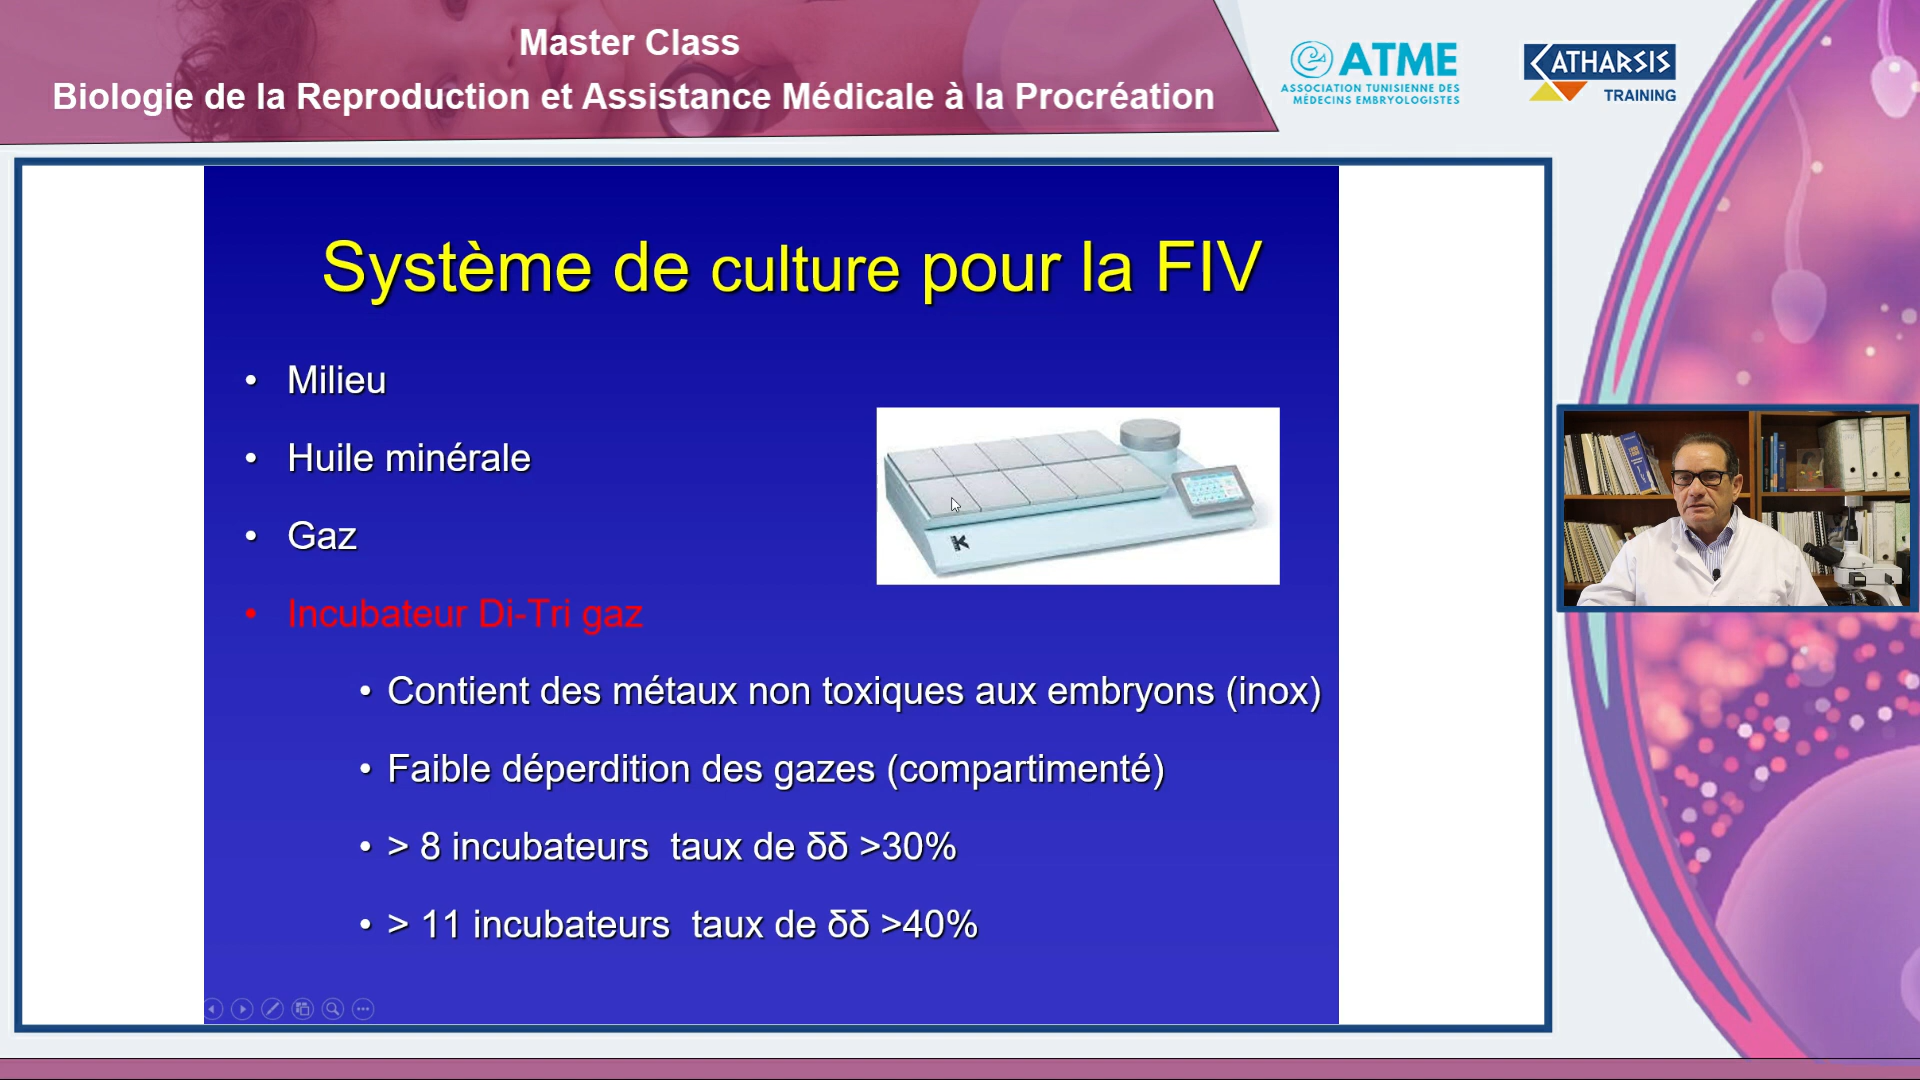 Master Class
Biologie de la Reproduction et Assistance Médicale à la Procréation
ATME
ASSOCIATION TUNISIENNE DES
MÉDECINS EMBRYOLOGISTES
KATHARSIS
TRAINING
Système de culture pour la FIV
• Milieu
• Huile minérale
• Gaz
• Incubateur Di-Tri gaz
• Contient des métaux non toxiques aux embryons (inox)
• Faible déperdition des gazes (compartimenté)
• > 8 incubateurs taux de δδ >30%
• > 11 incubateurs taux de δδ >40%
K